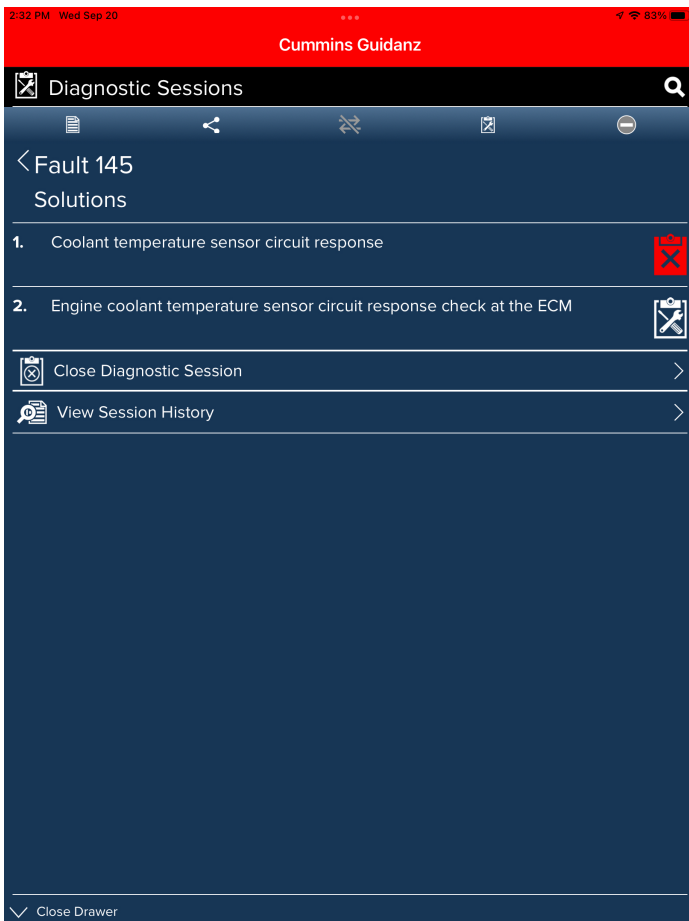 2:32 PM Wed Sep 20
83%
Cummins Guidanz
Diagnostic Sessions
Fault 145
Solutions
1. Coolant temperature sensor circuit response
2. Engine coolant temperature sensor circuit response check at the ECM
Close Diagnostic Session
View Session History
Close Drawer